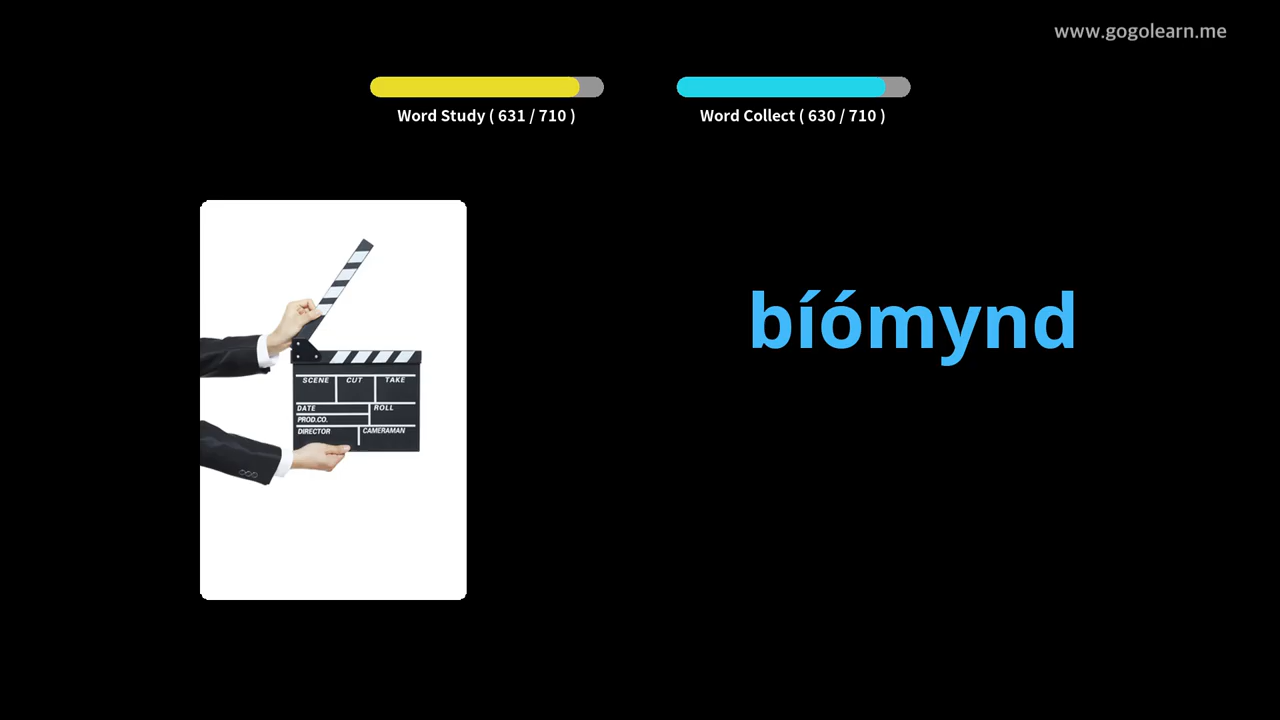 www.gogolearn.me
Word Study ( 631 / 710 )
Word Collect ( 630 / 710 )
bíómynd
SCENE CUT TAKE
DATE ROLL
PROD.CO.
DIRECTOR CAMERAMAN